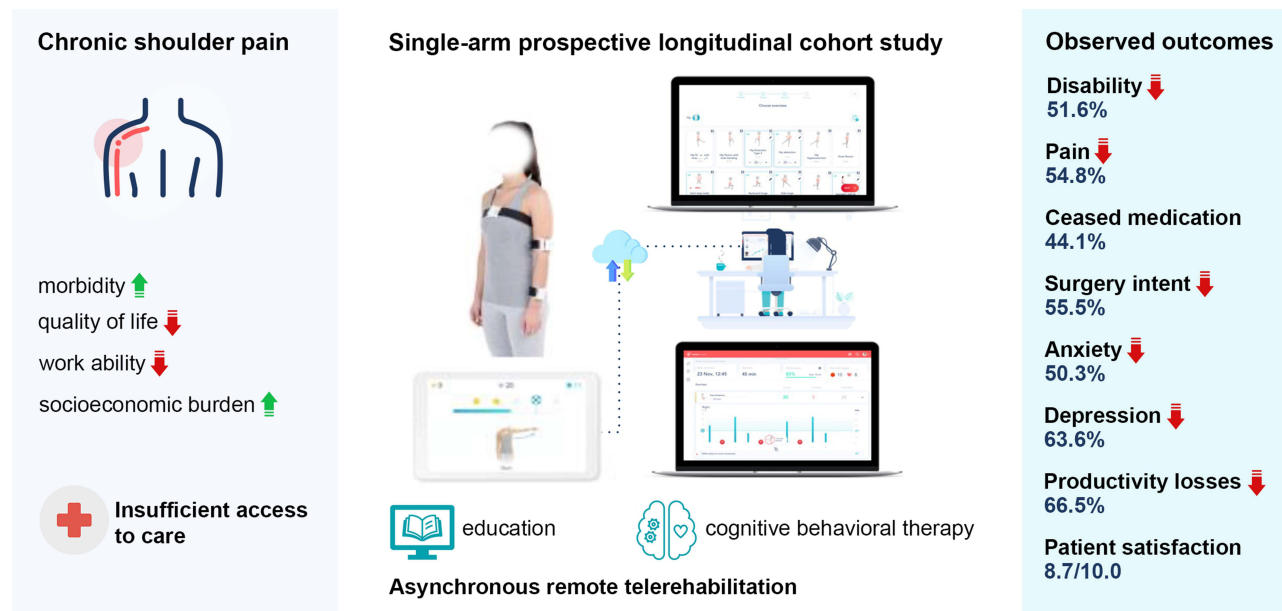 Chronic shoulder pain
morbidity
quality of life
work ability
socioeconomic burden
Insufficient access
to care
Single-arm prospective longitudinal cohort study
23 Nov, 12:45
45 min
education
cognitive behavioral therapy
Asynchronous remote telerehabilitation
Observed outcomes
Disability
51.6%
Pain
54.8%
Ceased medication
44.1%
Surgery intent
55.5%
Anxiety
50.3%
Depression
63.6%
Productivity losses
66.5%
Patient satisfaction
8.7/10.0